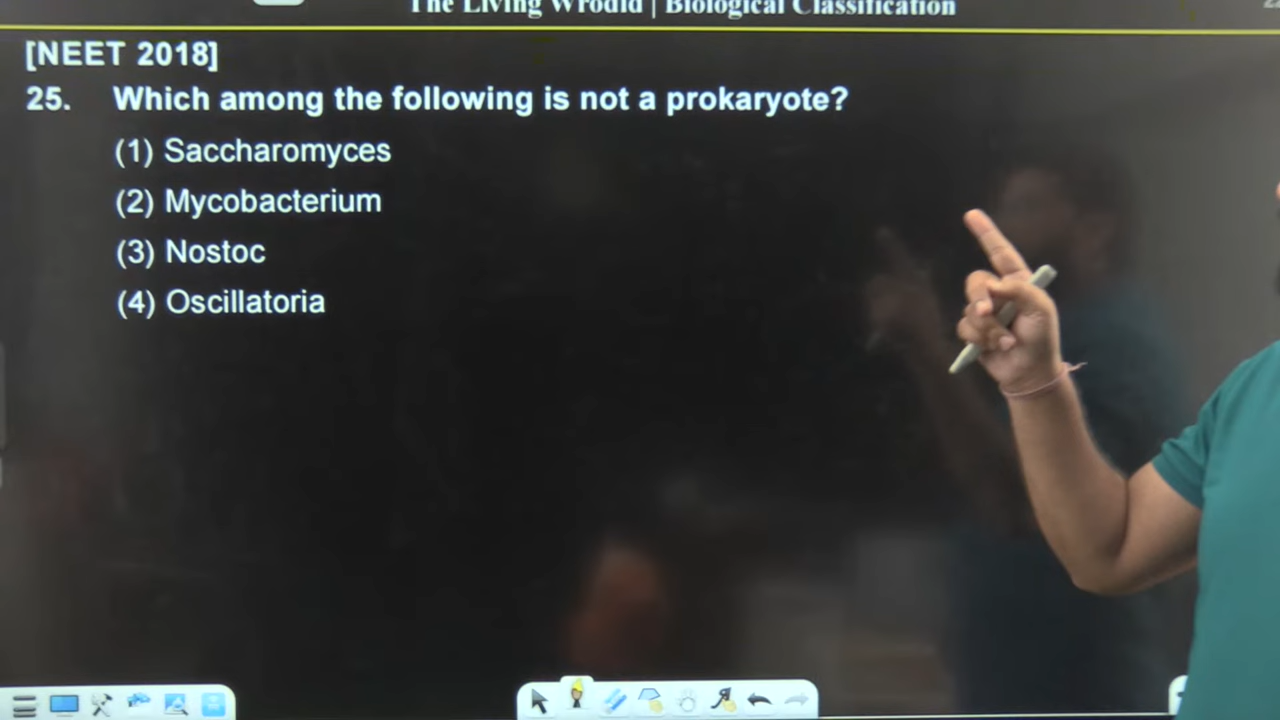 The Living Wrodld | Biological Classification
[NEET 2018]
25. Which among the following is not a prokaryote?
(1) Saccharomyces
(2) Mycobacterium
(3) Nostoc
(4) Oscillatoria